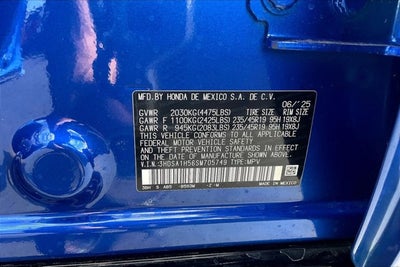 MFD. BY HONDA DE MEXICO S.A. DE C.V. 06/'25
GVWR 2030KG(4475LBS) TIRE SIZE RIM SIZE
GAWR F 1100KG(2425LBS) 235/45R19 95H 19X8J
GAWR R 945KG(2083LBS) 235/45R19 95H 19X8J
THIS VEHICLE CONFORMS TO ALL APPLICABLE
FEDERAL MOTOR VEHICLE SAFETY
AND THEFT PREVENTION STANDARDS IN EFFECT ON
THE DATE OF MANUFACTURE SHOWN ABOVE.
V.I.N.:3HDSA1H56SM705749 TYPE:MPV
MADE IN MEXICO